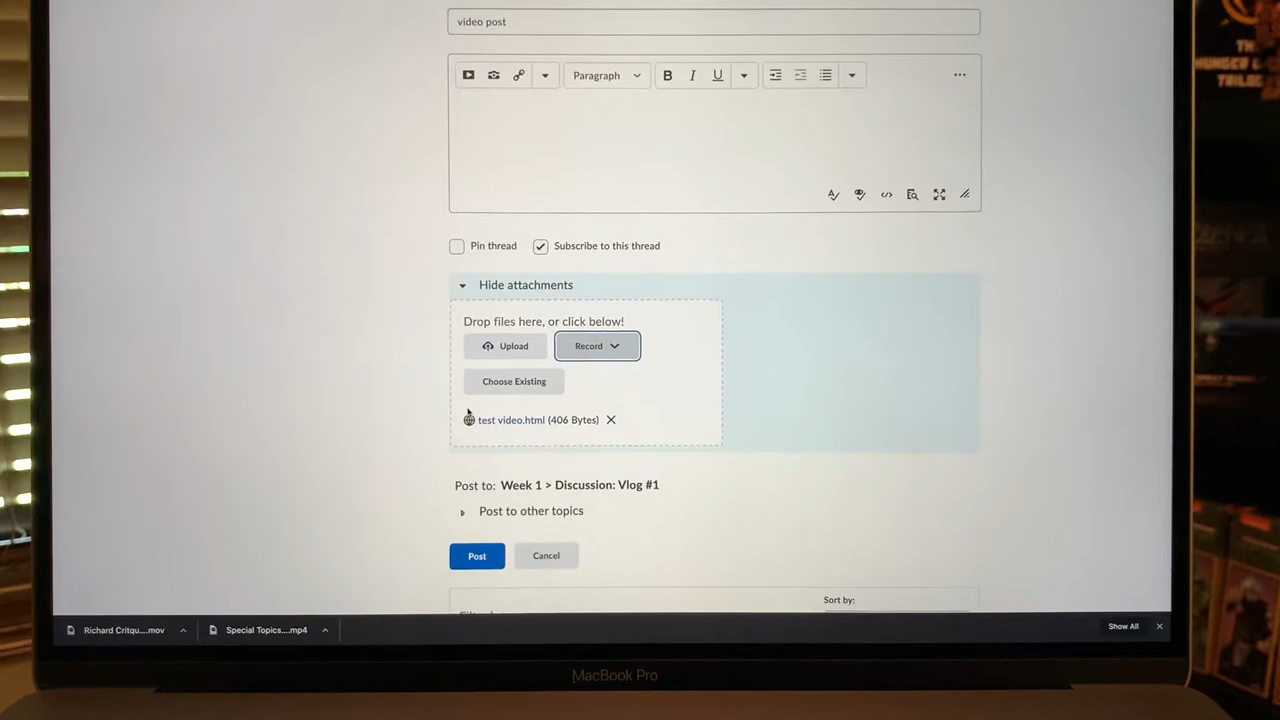 video post
Paragraph B I U
Pin thread Subscribe to this thread
Hide attachments
Drop files here, or click below!
Upload Record
Choose Existing
test video.html (406 Bytes)
Post to: Week 1 > Discussion: Vlog #1
Post to other topics
Post Cancel
Sort by:
Richard Critqu....mov Special Topics....mp4 Show All
MacBook Pro